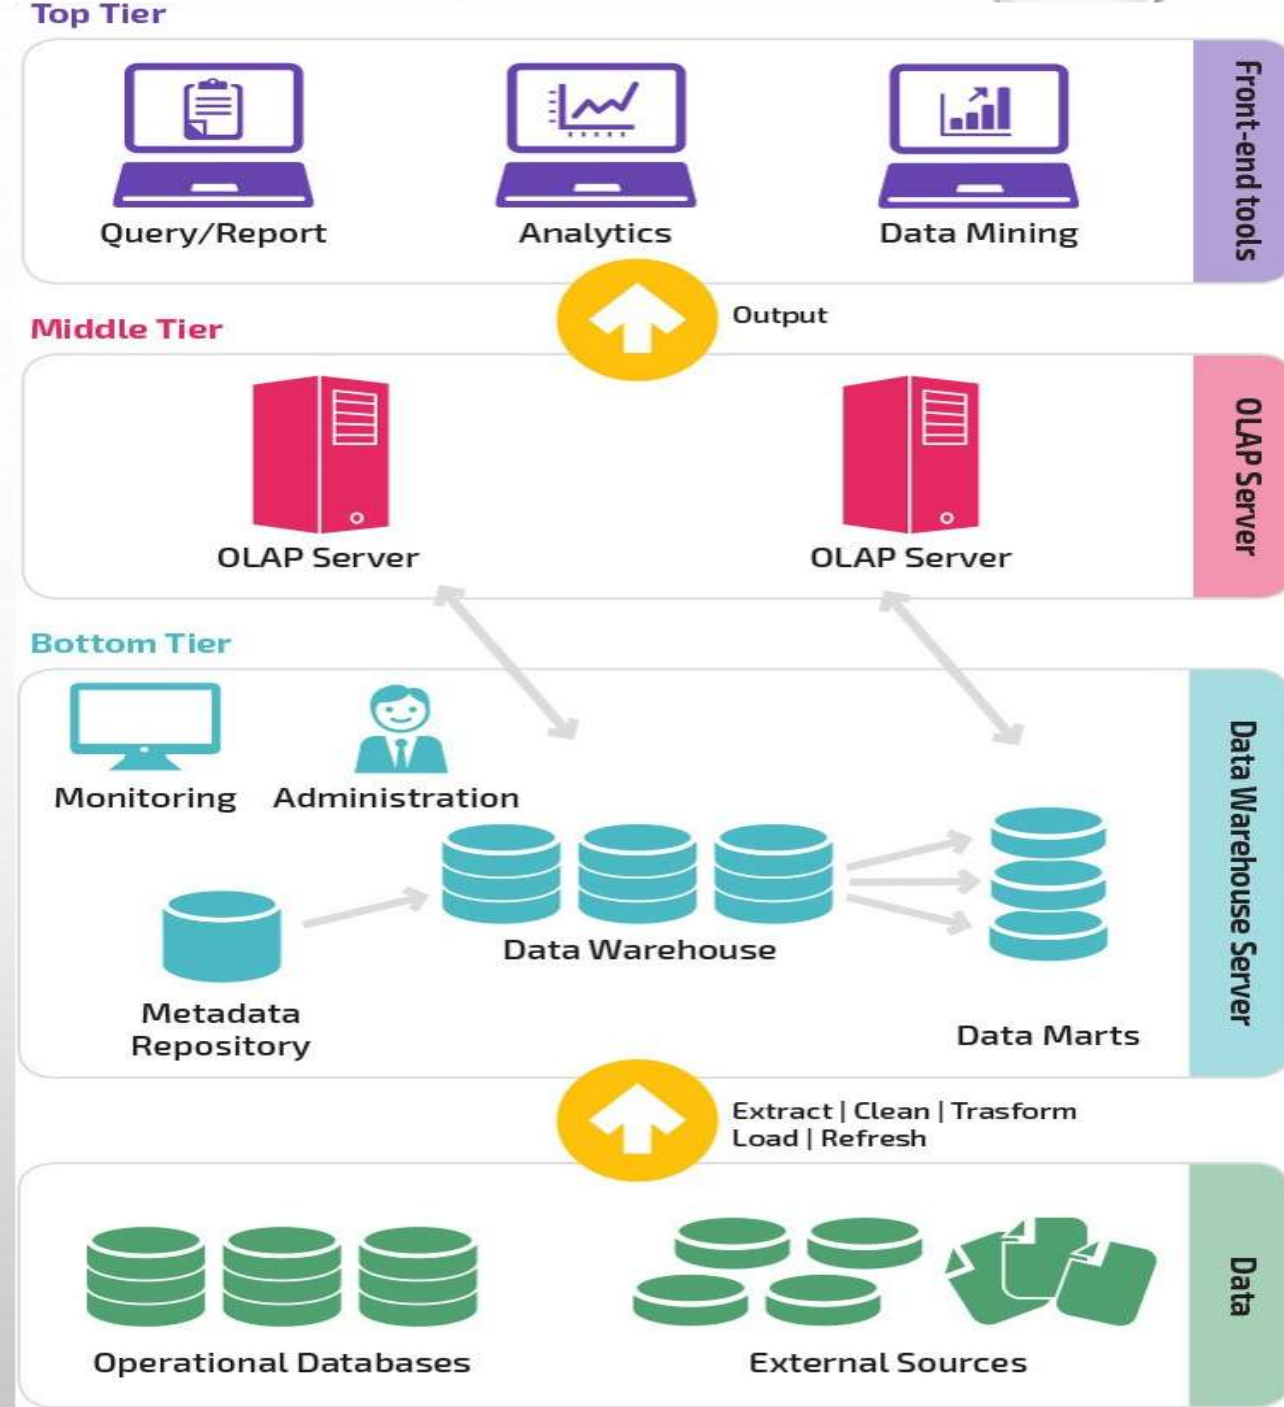 Top Tier
Query/Report
Analytics
Data Mining
Front-end tools
Output
Middle Tier
OLAP Server
OLAP Server
OLAP Server
Bottom Tier
Monitoring
Administration
Data Warehouse
Metadata
Repository
Data Marts
Data Warehouse Server
Extract | Clean | Trasform
Load | Refresh
Operational Databases
External Sources
Data